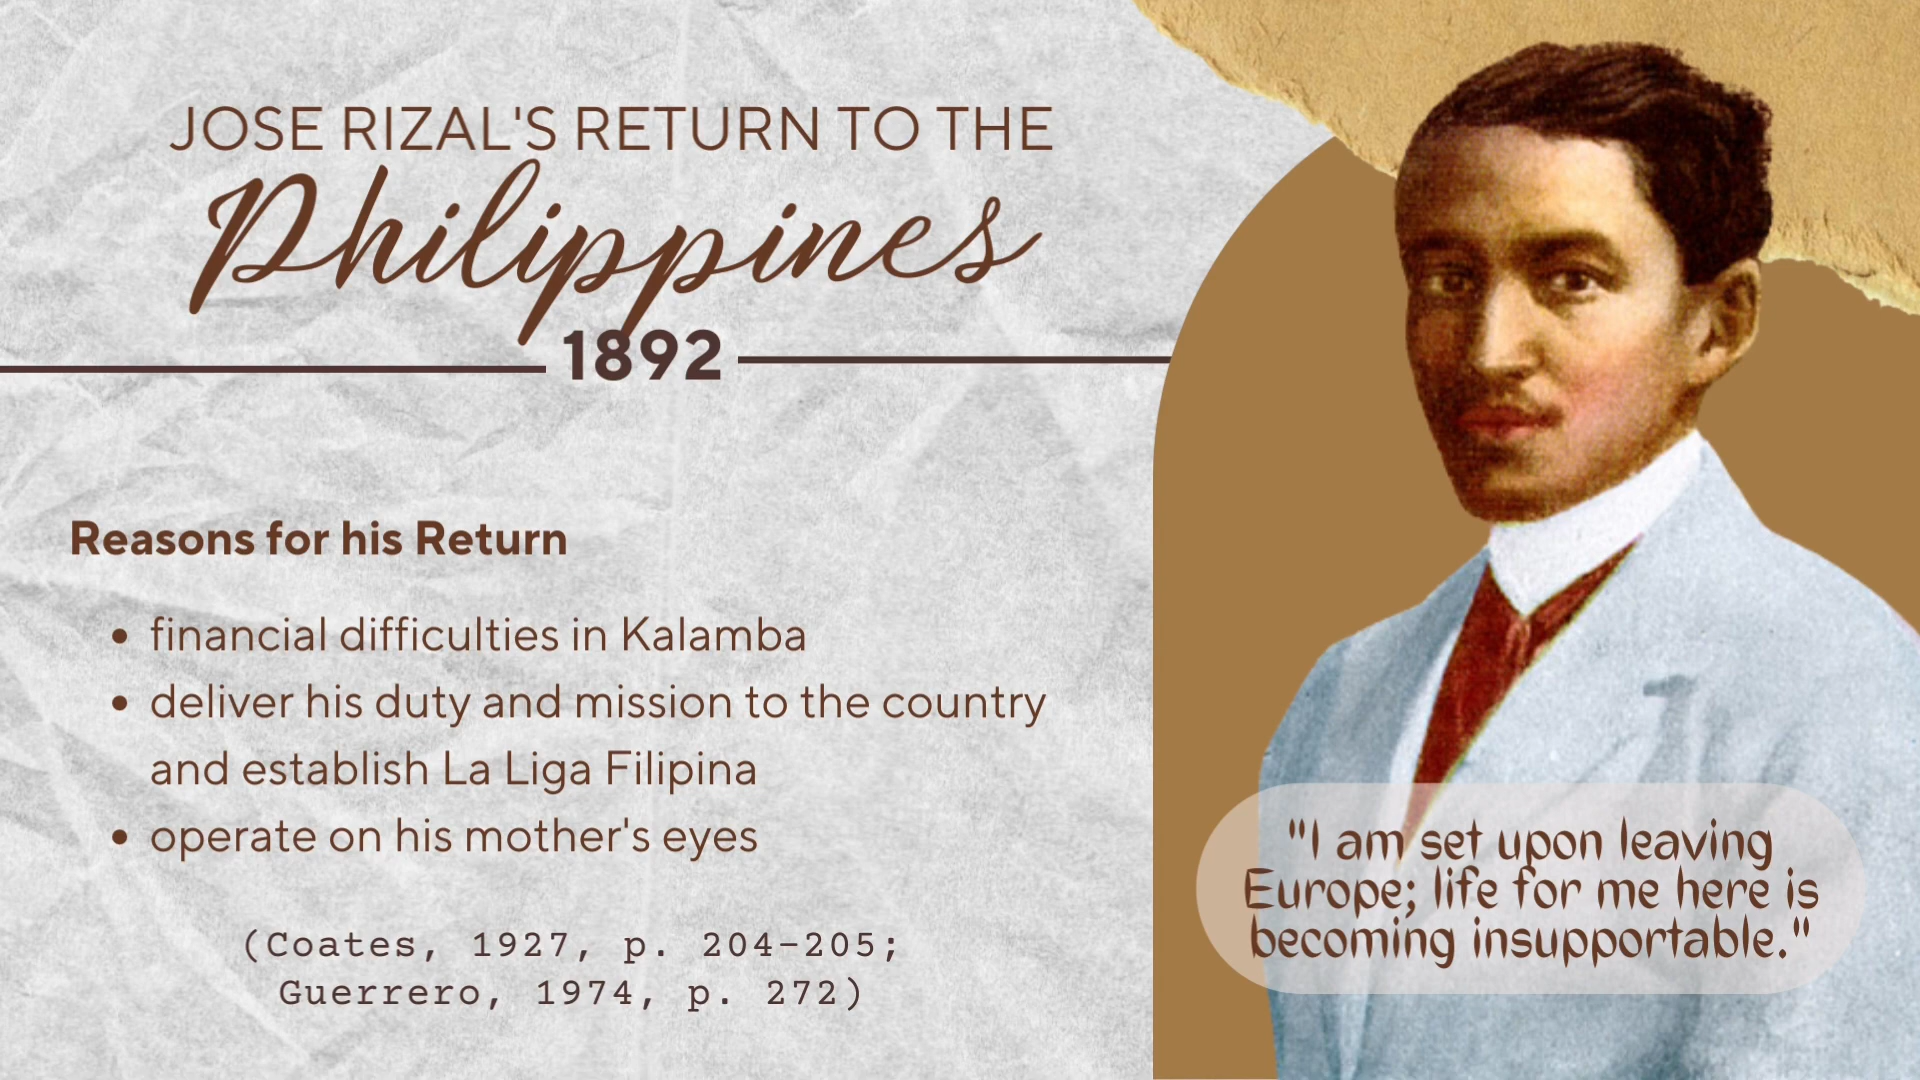 JOSE RIZAL'S RETURN TO THE
Philippines
1892
Reasons for his Return
• financial difficulties in Kalamba
• deliver his duty and mission to the country
and establish La Liga Filipina
• operate on his mother's eyes
(Coates, 1927, p. 204-205;
Guerrero, 1974, p. 272)
"I am set upon leaving
Europe; life for me here is
becoming insupportable."